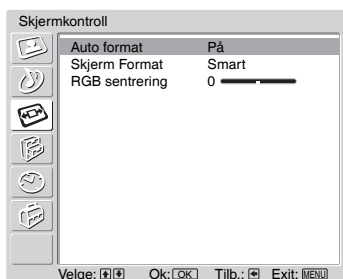 Skjermkontroll
Auto format På
Skjerm Format Smart
RGB sentrering 0
Velge: Ok: OK Tilb.: Exit: MENU